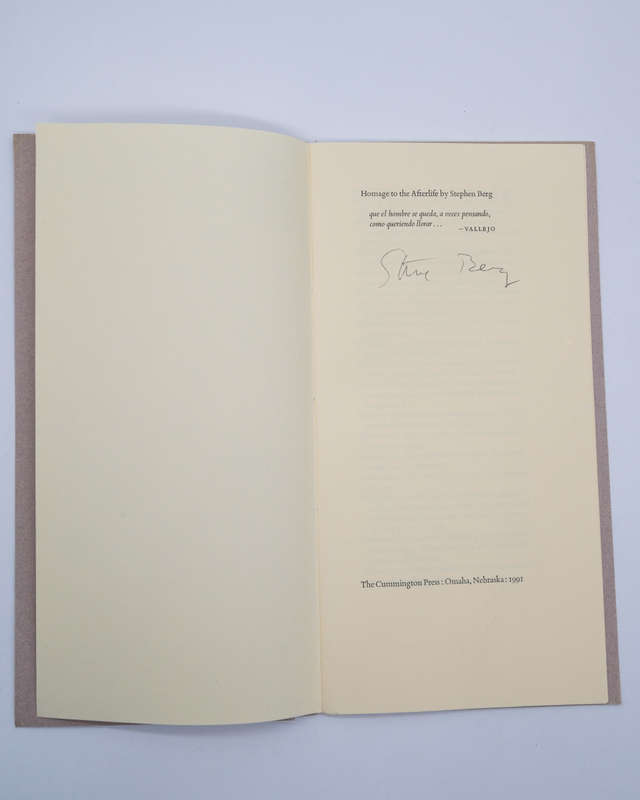 Homage to the Afterlife by Stephen Berg
que el hombre se queda, a veces pensando,
como queriendo llorar . . .
– VALLEJO
Steve Berg
The Cummington Press : Omaha, Nebraska : 1991